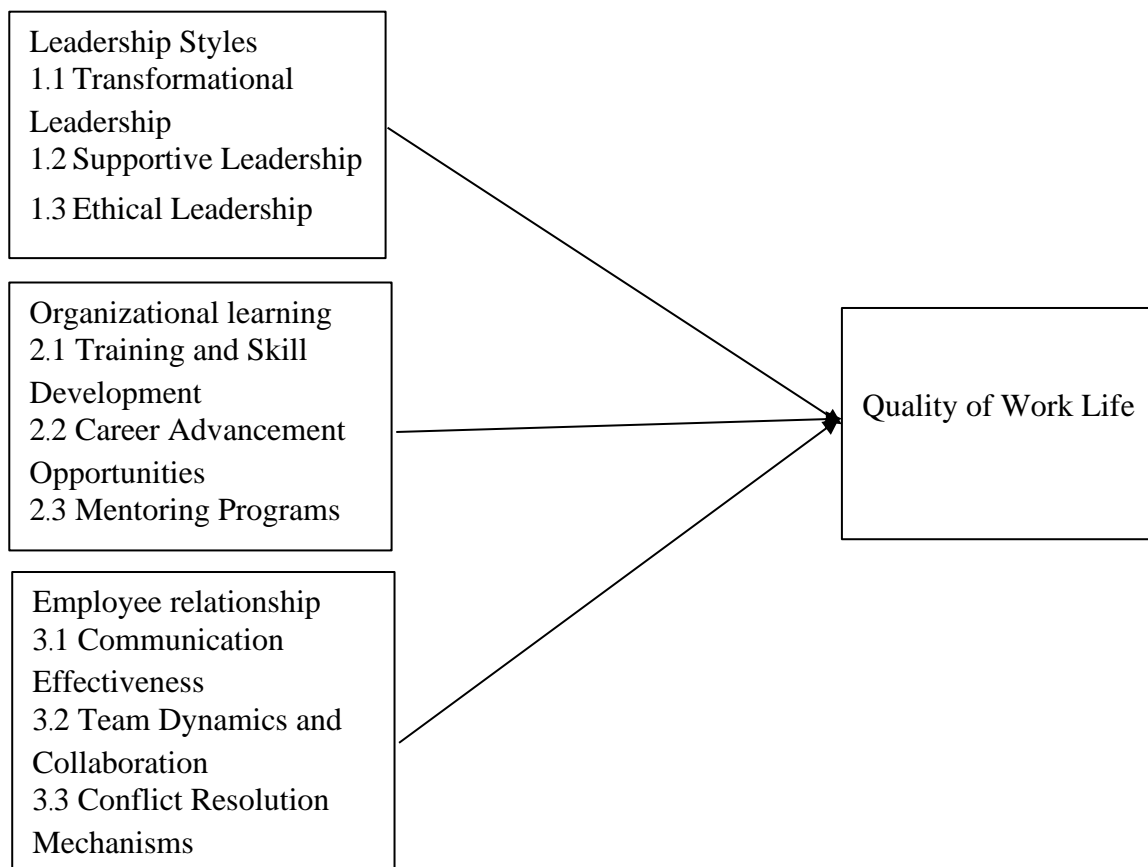 Leadership Styles
1.1 Transformational
Leadership
1.2 Supportive Leadership
1.3 Ethical Leadership
Organizational learning
2.1 Training and Skill
Development
2.2 Career Advancement
Opportunities
2.3 Mentoring Programs
Quality of Work Life
Employee relationship
3.1 Communication
Effectiveness
3.2 Team Dynamics and
Collaboration
3.3 Conflict Resolution
Mechanisms